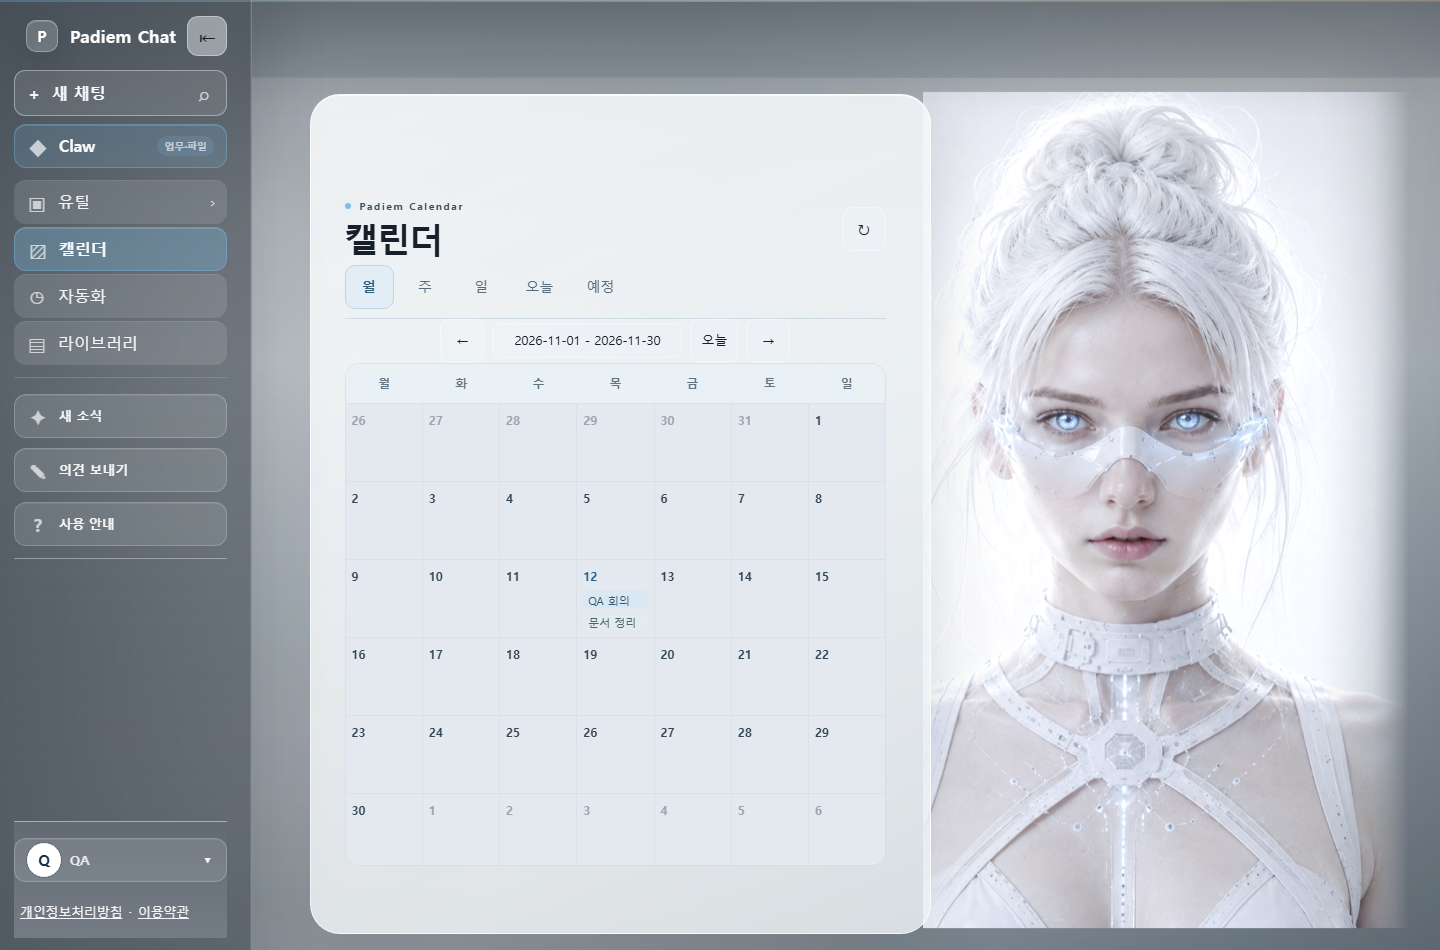 P Padiem Chat
+ 새 채팅
Claw 업무·파일
유틸
캘린더
자동화
라이브러리
새 소식
의견 보내기
? 사용 안내
Q QA
개인정보처리방침 · 이용약관
Padiem Calendar
캘린더
월 주 일 오늘 예정
← 2026-11-01 - 2026-11-30 오늘 →
월 화 수 목 금 토 일
26 27 28 29 30 31 1
2 3 4 5 6 7 8
9 10 11 12 13 14 15
QA 회의
문서 정리
16 17 18 19 20 21 22
23 24 25 26 27 28 29
30 1 2 3 4 5 6